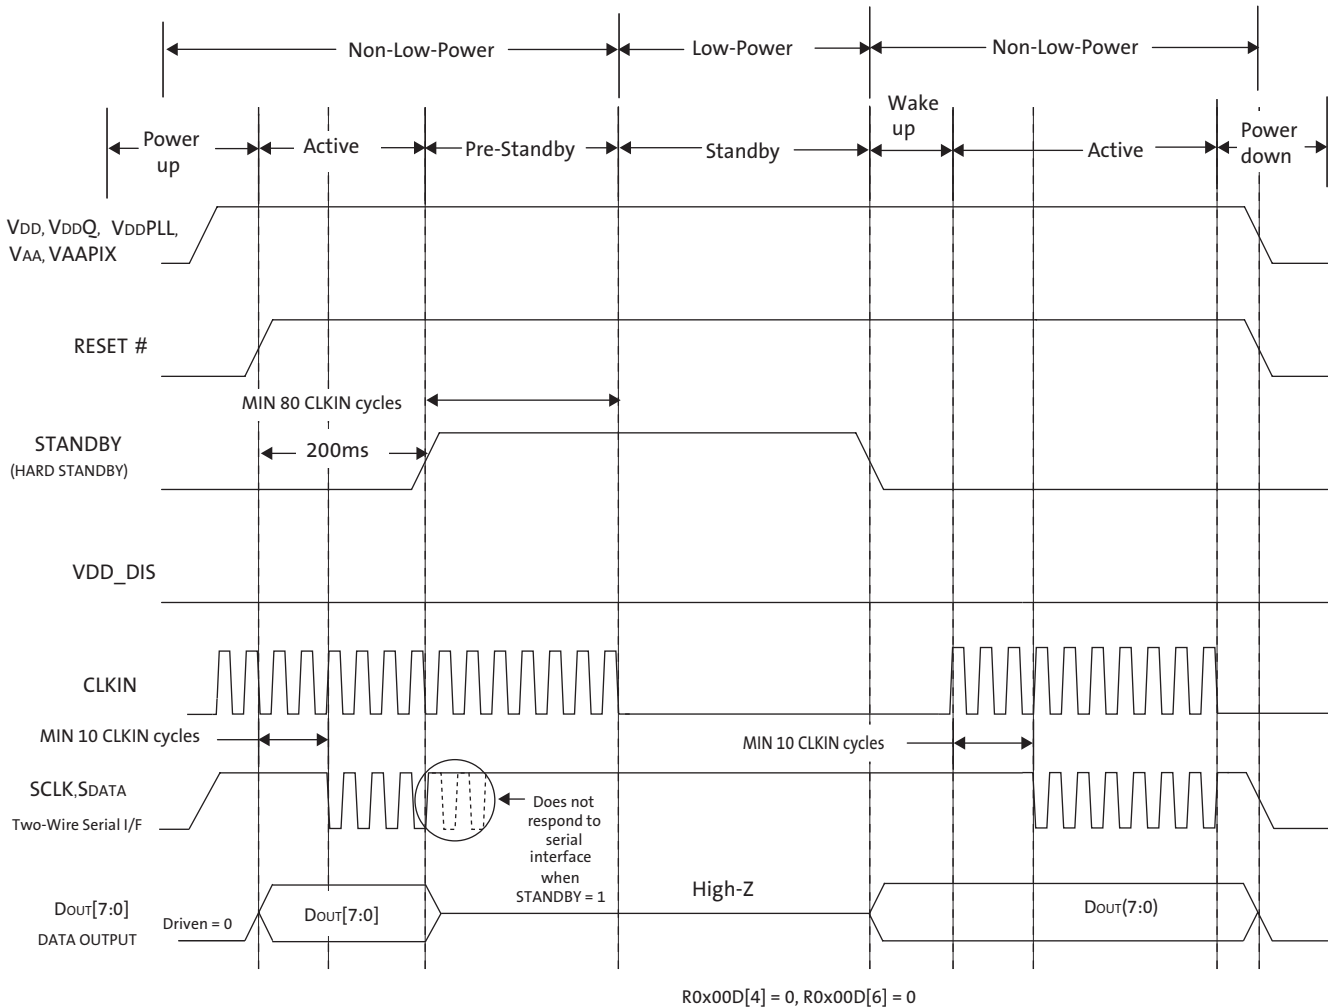 Non-Low-Power
Low-Power
Non-Low-Power
Power
up
Active
Pre-Standby
Standby
Wake
up
Active
Power
down
VDD, VDDQ, VDDPLL,
VAA, VAAPIX
RESET #
MIN 80 CLKIN cycles
STANDBY
(HARD STANDBY)
200ms
VDD_DIS
CLKIN
MIN 10 CLKIN cycles
MIN 10 CLKIN cycles
SCLK,SDATA
Two-Wire Serial I/F
Does not
respond to
serial
interface
when
STANDBY = 1
DOUT[7:0]
DATA OUTPUT
Driven = 0
DOUT[7:0]
High-Z
DOUT(7:0)
R0x00D[4] = 0, R0x00D[6] = 0